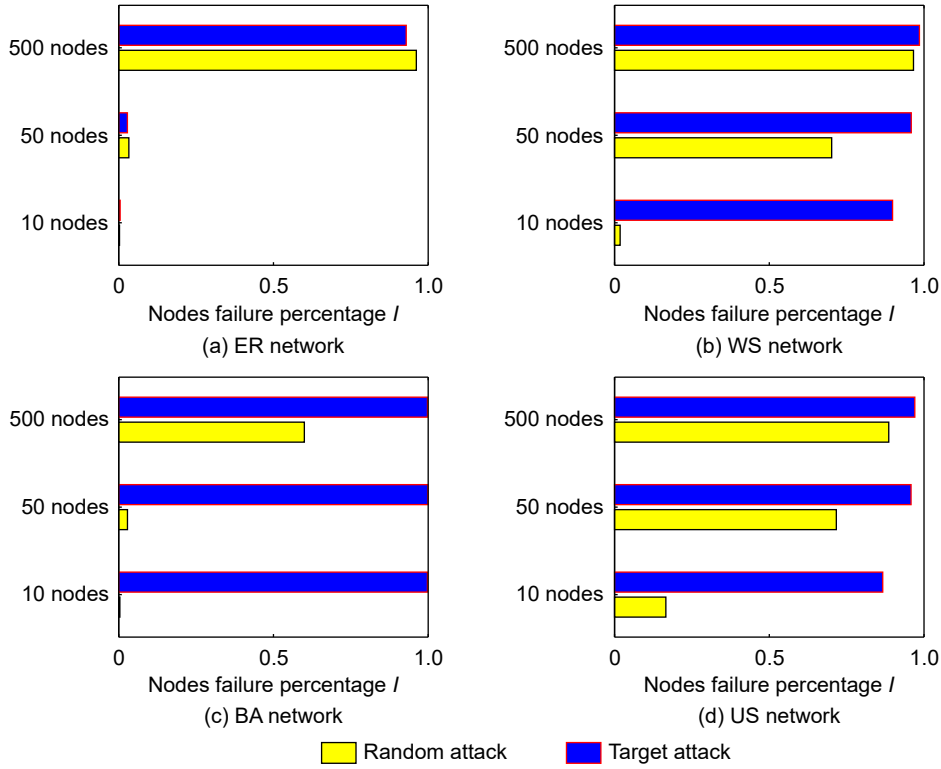 500 nodes
50 nodes
10 nodes
0 0.5 1.0
Nodes failure percentage I
(a) ER network
500 nodes
50 nodes
10 nodes
0 0.5 1.0
Nodes failure percentage I
(b) WS network
500 nodes
50 nodes
10 nodes
0 0.5 1.0
Nodes failure percentage I
(c) BA network
500 nodes
50 nodes
10 nodes
0 0.5 1.0
Nodes failure percentage I
(d) US network
Random attack Target attack